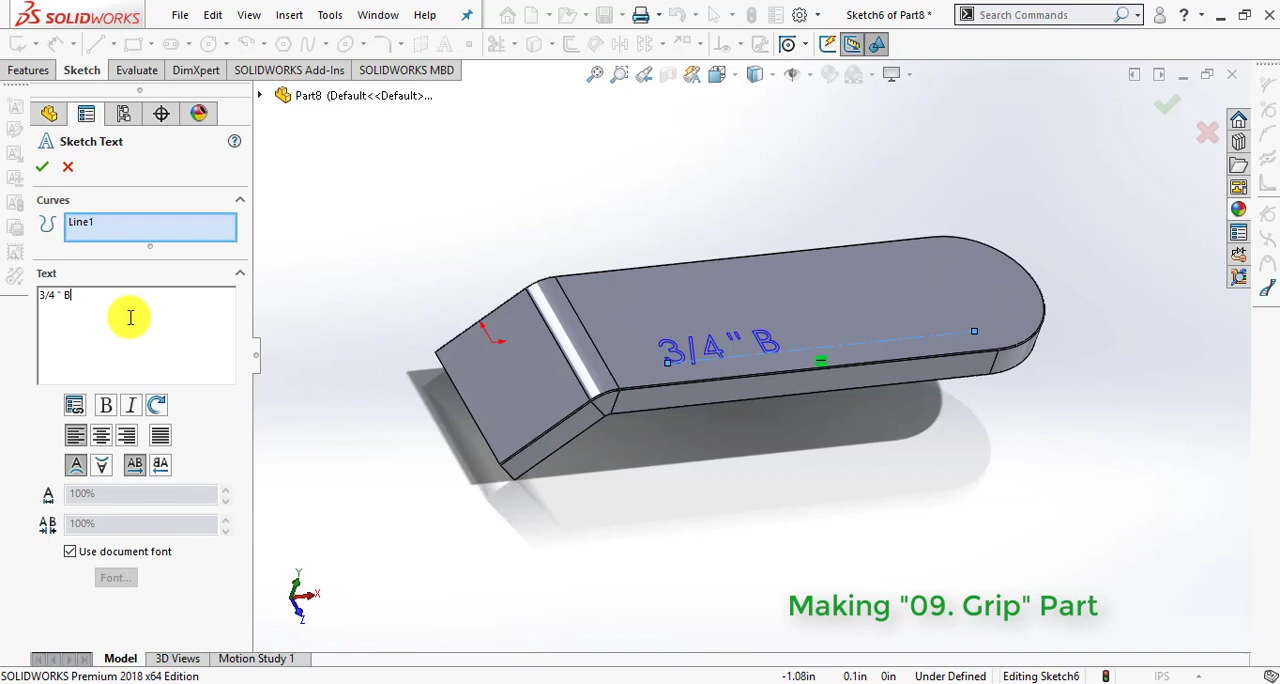 SOLIDWORKS File Edit View Insert Tools Window Help Sketch6 of Part8 * Search Commands ?
Features Sketch Evaluate DimXpert SOLIDWORKS Add-Ins SOLIDWORKS MBD
Part8 (Default<<Default>...
Sketch Text
Curves
Line1
Text
3/4 " B
3/4" B
B I
AB
100%
AB 100%
Use document font
Font...
Y
X
Z
Making "09. Grip" Part
Model 3D Views Motion Study 1
SOLIDWORKS Premium 2018 x64 Edition -1.08in 0.1in 0in Under Defined Editing Sketch6 IPS